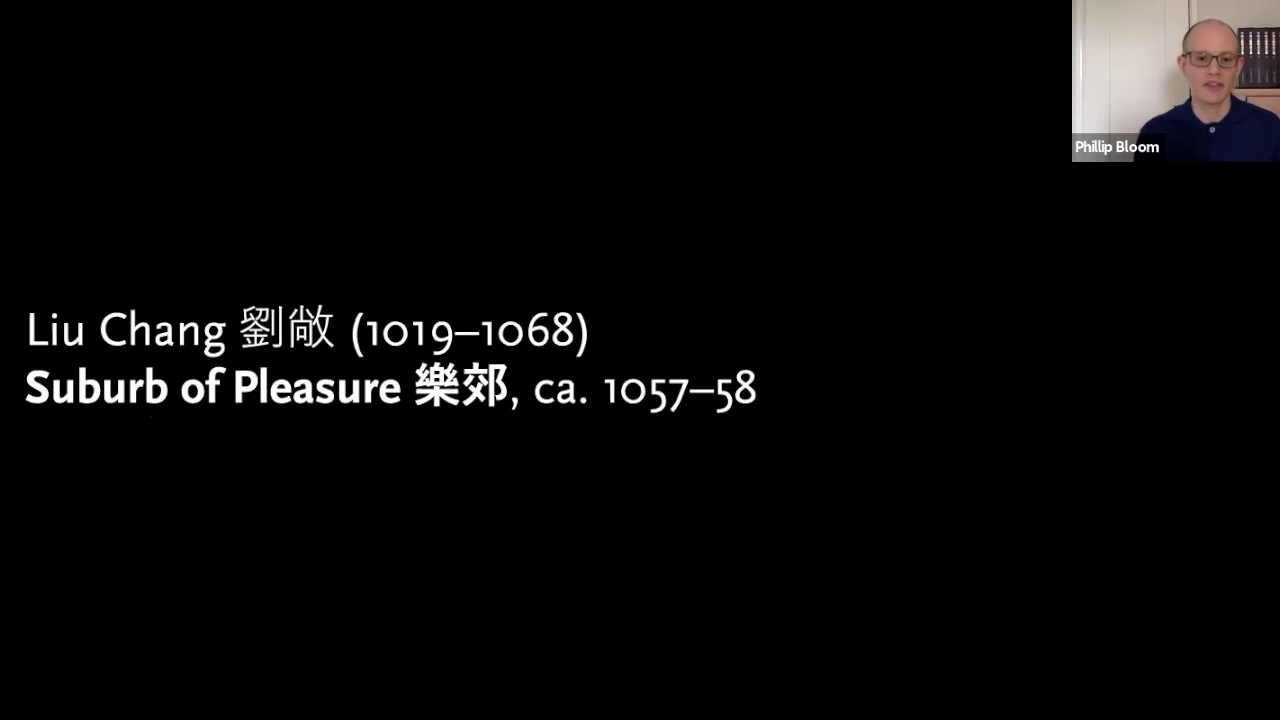 Phillip Bloom
Liu Chang 劉敞 (1019–1068)
Suburb of Pleasure 樂郊, ca. 1057–58